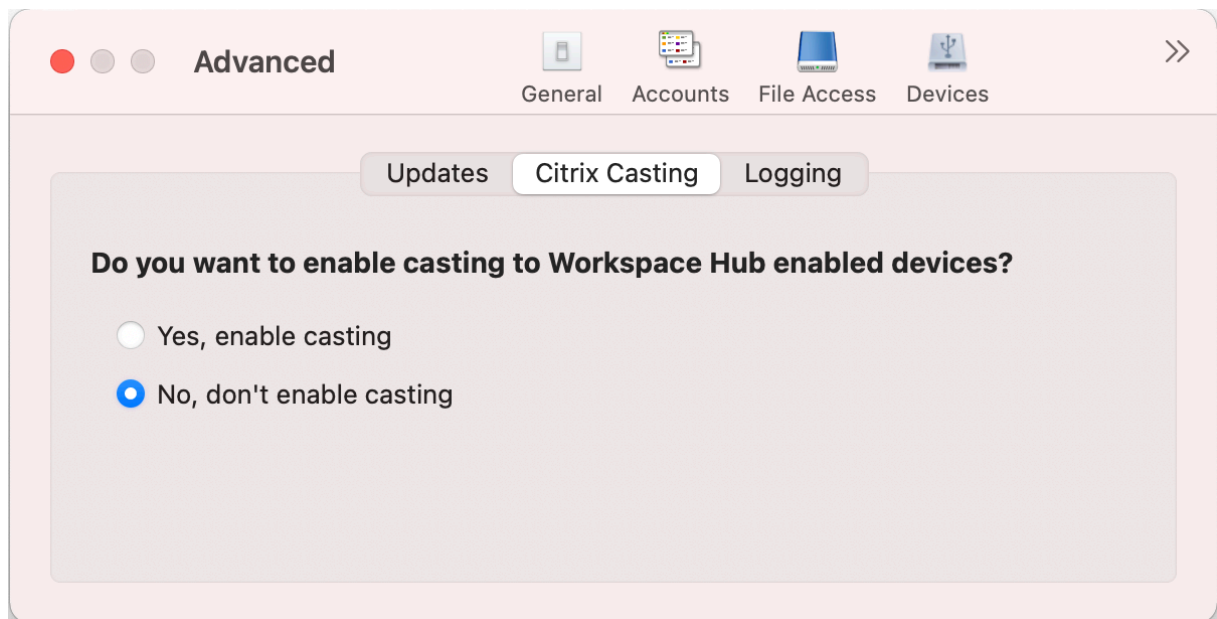 Advanced
General Accounts File Access Devices
Updates Citrix Casting Logging
Do you want to enable casting to Workspace Hub enabled devices?
Yes, enable casting
No, don't enable casting